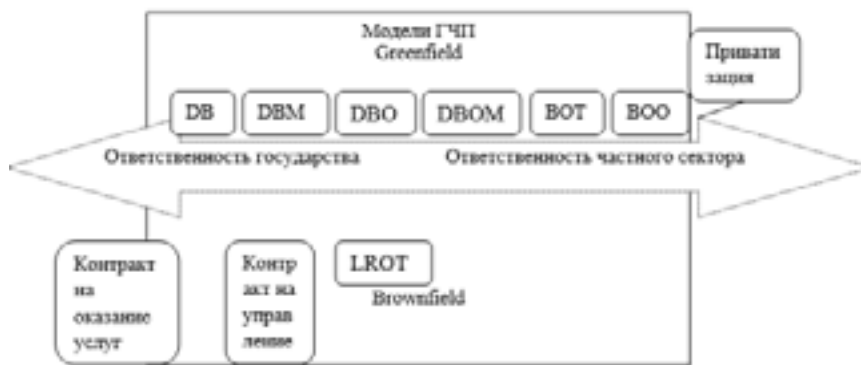 Модели ГЧП
Greenfield
Привати
зация
DB DBM DBO DBOM BOT BOO
Ответственность государства Ответственность частного сектора
Контракт
на
оказание
услуг
Контр
акт на
управ
ление
LROT
Brownfield